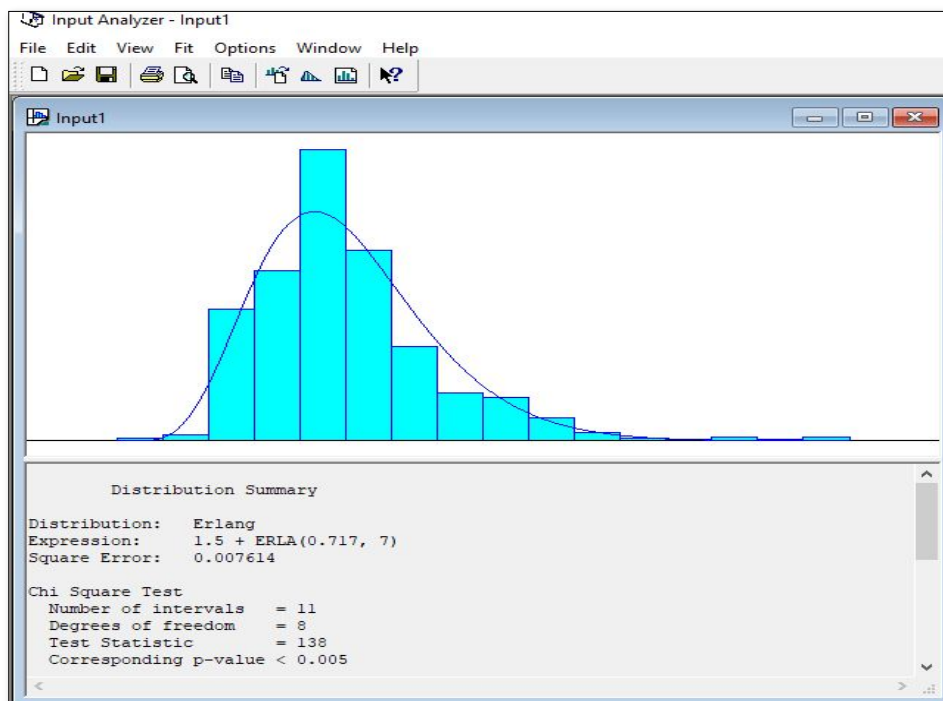 Input Analyzer - Input1
File Edit View Fit Options Window Help
Input1
Distribution Summary
Distribution: Erlang
Expression: 1.5 + ERLA(0.717, 7)
Square Error: 0.007614
Chi Square Test
Number of intervals = 11
Degrees of freedom = 8
Test Statistic = 138
Corresponding p-value < 0.005